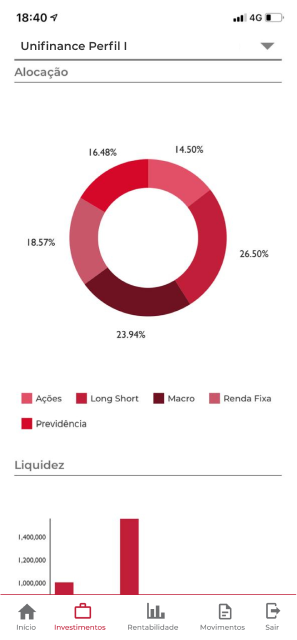 18:40 4G
Unifinance Perfil I
Alocação
16.48% 14.50%
18.57%
26.50%
23.94%
Ações Long Short Macro Renda Fixa
Previdência
Liquidez
1,400,000
1,200,000
1,000,000
Início Investimentos Rentabilidade Movimentos Sair